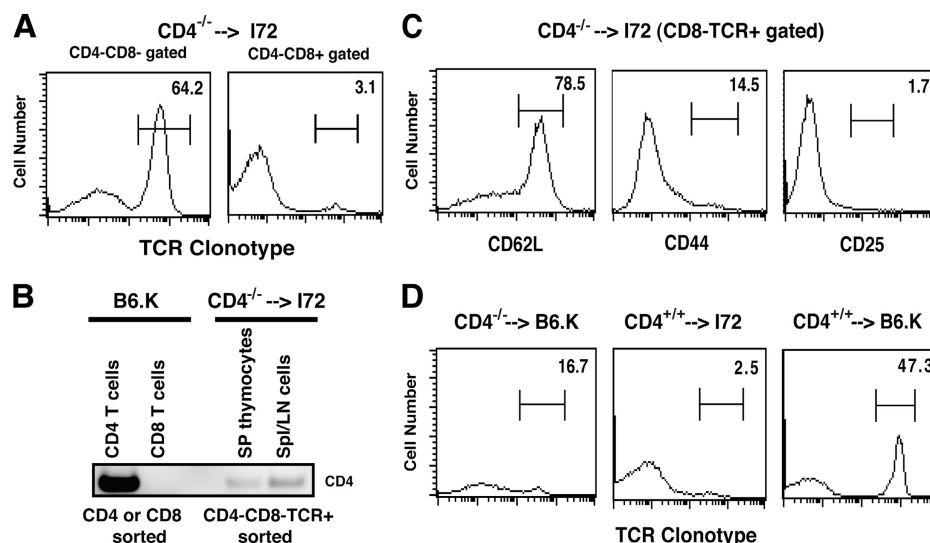 A
CD4-/- --> I72
CD4-CD8- gated
CD4-CD8+ gated
64.2
3.1
Cell Number
TCR Clonotype
B
B6.K
CD4-/- --> I72
CD4 T cells
CD8 T cells
SP thymocytes
Spl/LN cells
CD4
CD4 or CD8
sorted
CD4-CD8-TCR+
sorted
C
CD4-/- --> I72 (CD8-TCR+ gated)
78.5
14.5
1.7
Cell Number
CD62L
CD44
CD25
D
CD4-/--->B6.K
CD4+/+-->I72
CD4+/+-->B6.K
16.7
2.5
47.3
Cell Number
TCR Clonotype